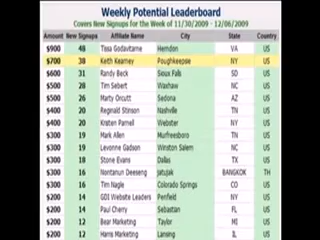 Weekly Potential Leaderboard
Covers New Signups for the Week of 11/30/2009 - 12/06/2009
Amount New Signups Affiliate Name City State Country
$900 48 Tissa Godavitarne Herndon VA US
$700 38 Keith Kearney Poughkeepsie NY US
$600 31 Randy Beck Sioux Falls SD US
$500 28 Tim Sebert Waxhaw NC US
$500 26 Marty Orcutt Sedona AZ US
$400 20 Reginald Stinson Nashville TN US
$400 20 Kristen Parnell Webster NY US
$300 19 Mark Allen Murfreesboro TN US
$300 19 Levonne Gadson Winston Salem NC US
$300 18 Stone Evans Dallas TX US
$300 16 Nontanun Deeseng jatujak BANGKOK TH
$300 16 Tim Nagle Colorado Springs CO US
$200 14 GDI Website Leaders Penfield NY US
$200 14 Paul Cherry Sebastian FL US
$200 12 Bear Marketing Taylor MI US
$200 12 Harris Marketing Lansing IL US